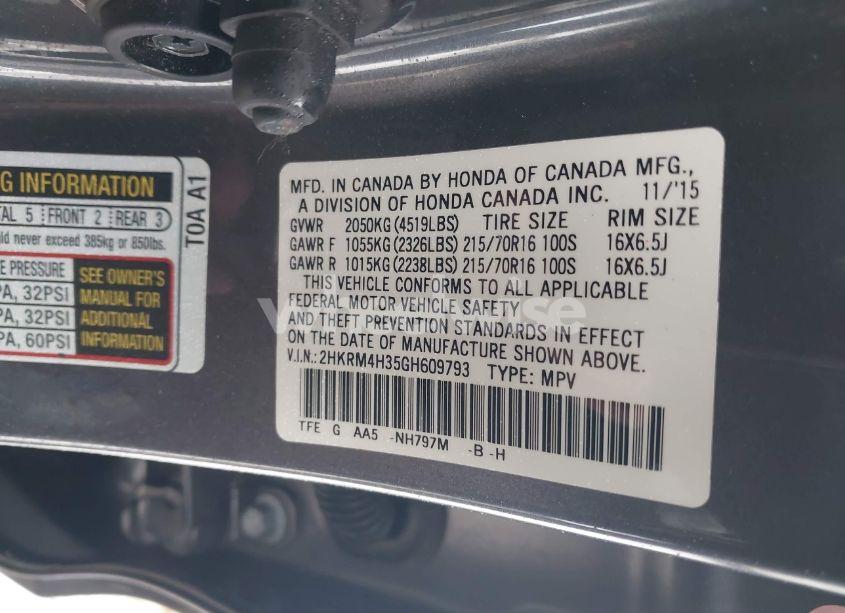 G INFORMATION
TAL 5 FRONT 2 REAR 3
ld never exceed 385kg or 850lbs.
E PRESSURE
PA, 32PSI
PA, 32PSI
PA, 60PSI
SEE OWNER'S
MANUAL FOR
ADDITIONAL
INFORMATION
T0A A1
MFD. IN CANADA BY HONDA OF CANADA MFG.,
A DIVISION OF HONDA CANADA INC. 11/'15
GVWR 2050KG (4519LBS) TIRE SIZE RIM SIZE
GAWR F 1055KG (2326LBS) 215/70R16 100S 16X6.5J
GAWR R 1015KG (2238LBS) 215/70R16 100S 16X6.5J
THIS VEHICLE CONFORMS TO ALL APPLICABLE
FEDERAL MOTOR VEHICLE SAFETY
AND THEFT PREVENTION STANDARDS IN EFFECT
ON THE DATE OF MANUFACTURE SHOWN ABOVE.
V.I.N.: 2HKRM4H35GH609793 TYPE: MPV
TFE G AA5 -NH797M -B -H